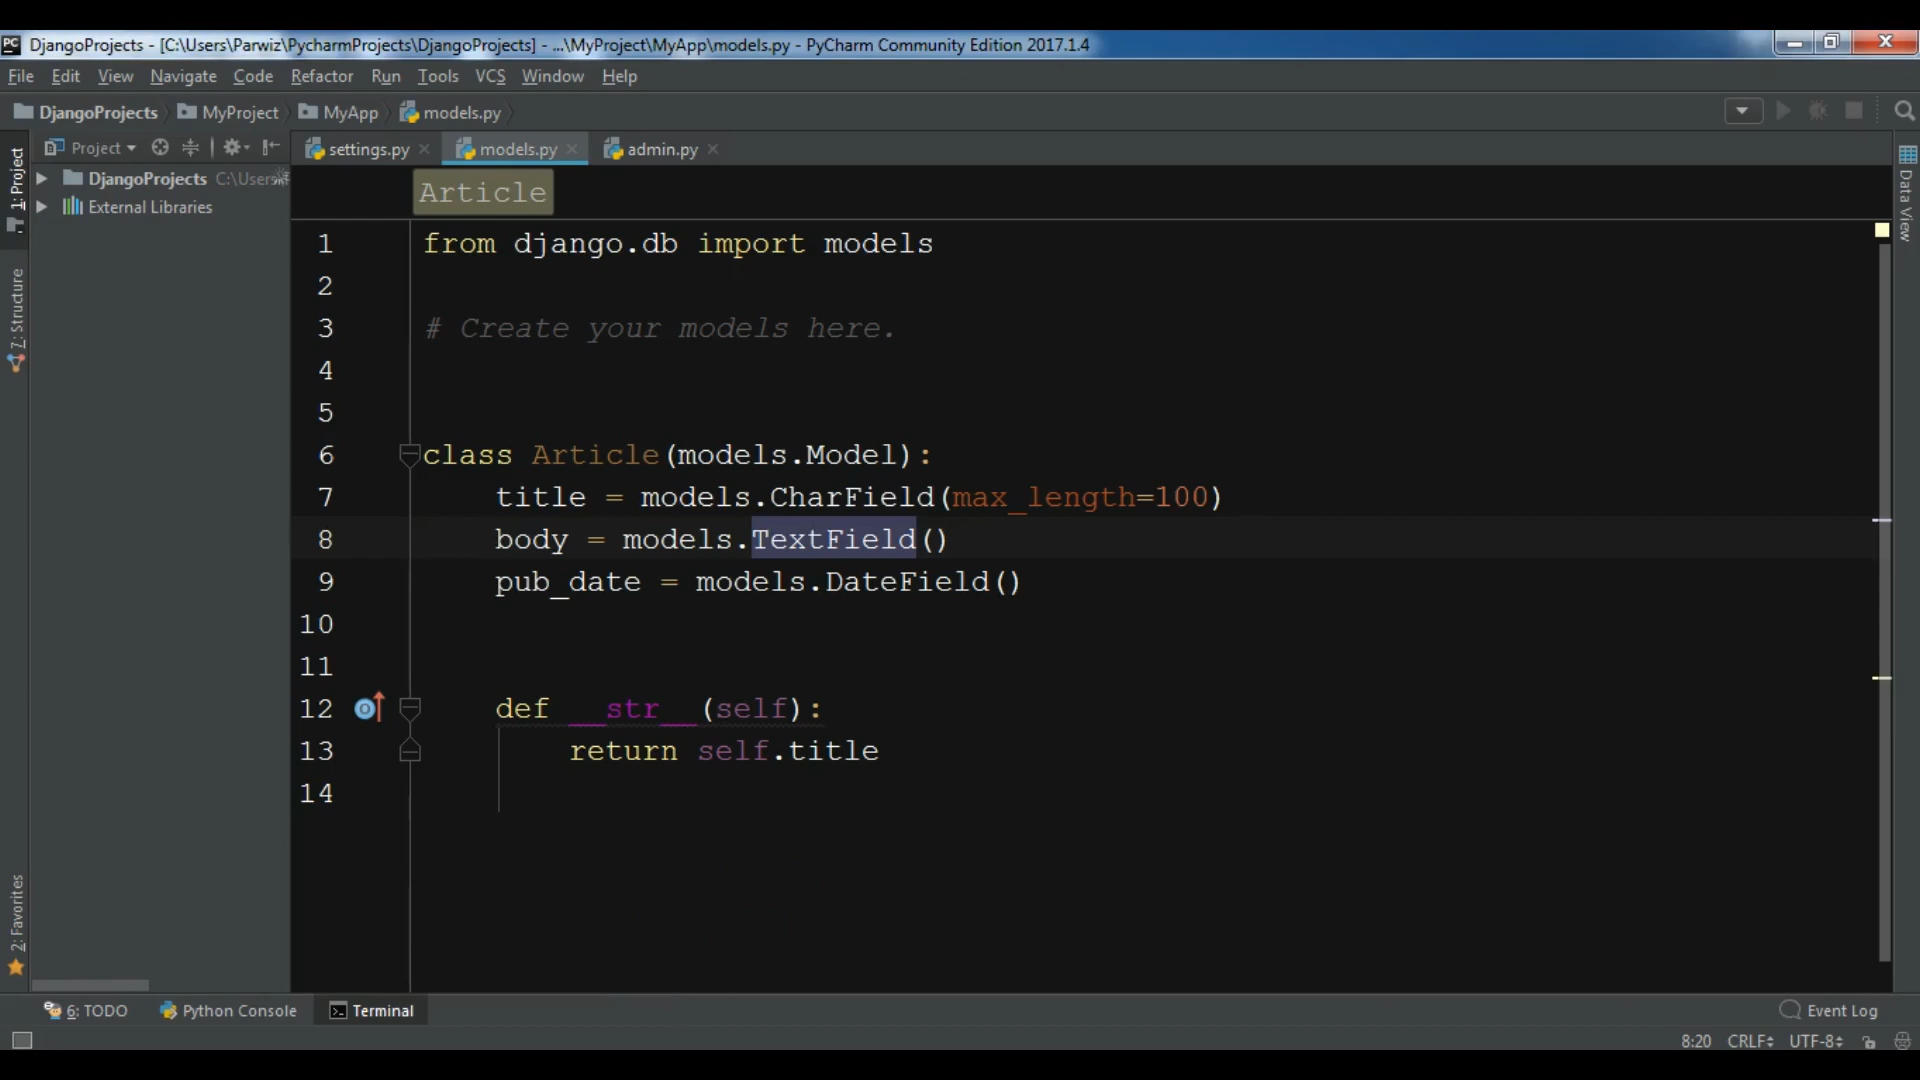 DjangoProjects - [C:\Users\Parwiz\PycharmProjects\DjangoProjects] - ...\MyProject\MyApp\models.py - PyCharm Community Edition 2017.1.4
File Edit View Navigate Code Refactor Run Tools VCS Window Help
DjangoProjects MyProject MyApp models.py
Project settings.py models.py admin.py
1: Project
DjangoProjects C:\Users
External Libraries
7: Structure
2: Favorites
Data View
Article
1 from django.db import models
2
3 # Create your models here.
4
5
6 class Article(models.Model):
7 title = models.CharField(max_length=100)
8 body = models.TextField()
9 pub_date = models.DateField()
10
11
12 def __str__(self):
13 return self.title
14
6: TODO Python Console Terminal Event Log
8:20 CRLF UTF-8